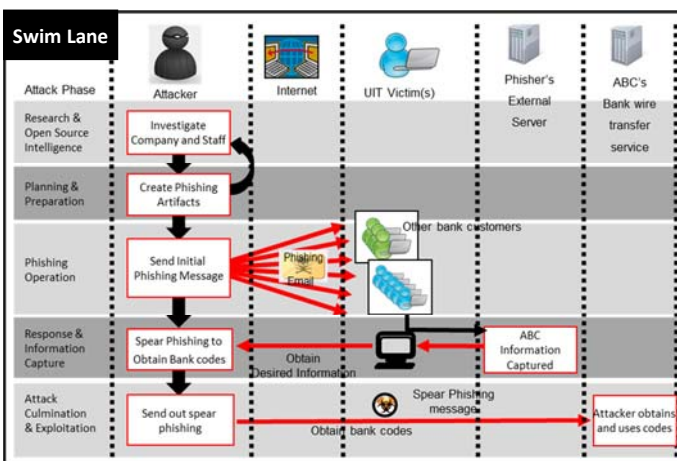 Swim Lane
Attack Phase
Attacker
Internet
UIT Victim(s)
Phisher's
External
Server
ABC's
Bank wire
transfer
service
Research &
Open Source
Intelligence
Investigate
Company and Staff
Planning &
Preparation
Create Phishing
Artifacts
Phishing
Operation
Send Initial
Phishing Message
Phishing
Email
Other bank customers
Response &
Information
Capture
Spear Phishing to
Obtain Bank codes
Obtain
Desired Information
ABC
Information
Captured
Attack
Culmination
& Exploitation
Send out spear
phishing
Spear Phishing
message
Obtain bank codes
Attacker obtains
and uses codes